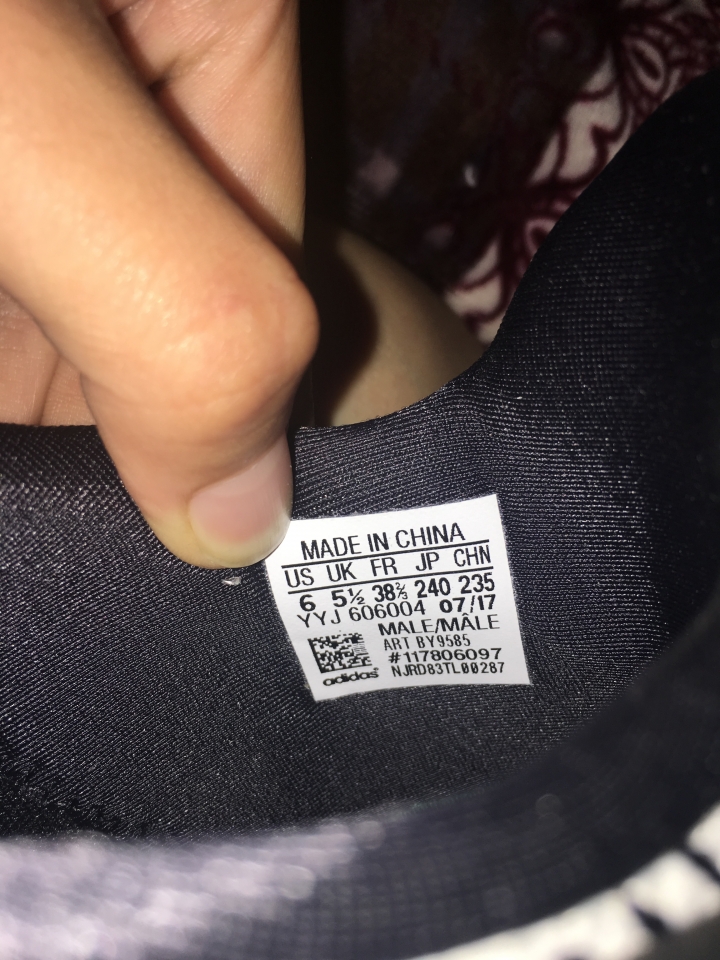 MADE IN CHINA
US UK FR JP CHN
6 5½ 38⅔ 240 235
YYJ 606004 07/17
MALE/MÂLE
ART BY9585
#117806097
NJRD83TL00287
adidas